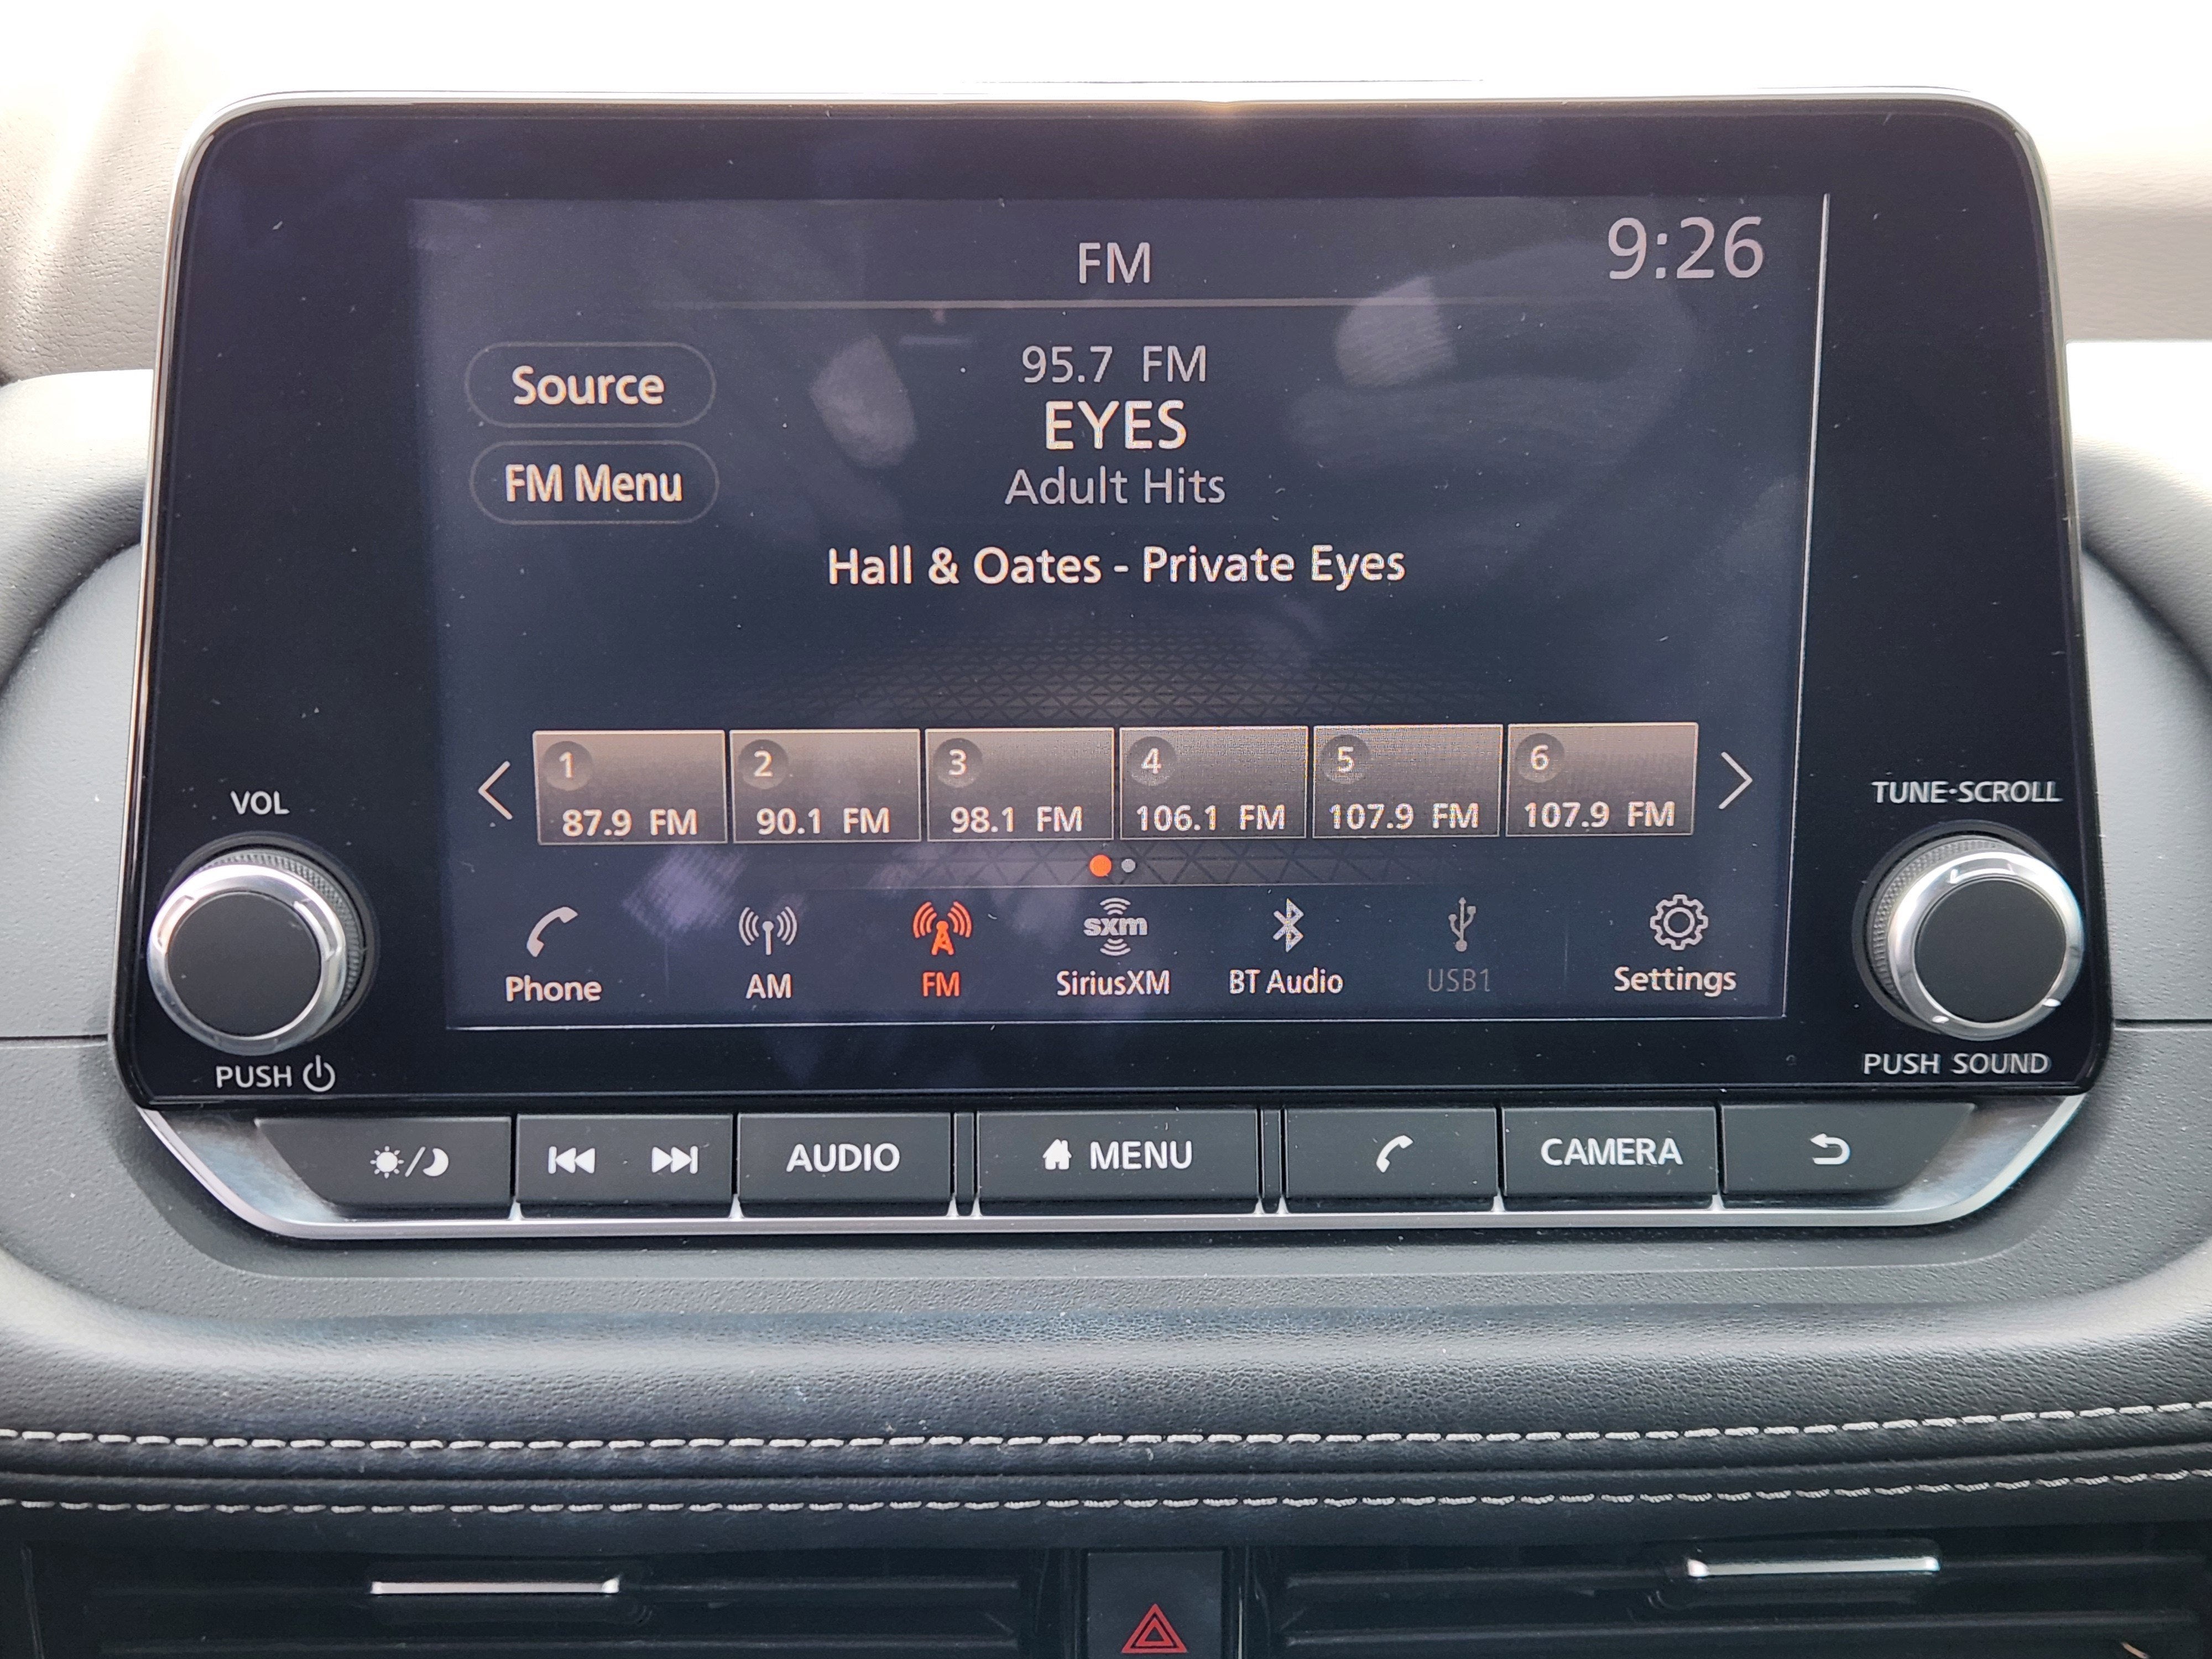 FM
9:26
Source
FM Menu
95.7 FM
EYES
Adult Hits
Hall & Oates - Private Eyes
1 2 3 4 5 6
87.9 FM 90.1 FM 98.1 FM 106.1 FM 107.9 FM 107.9 FM
VOL
TUNE·SCROLL
sxm
Phone AM FM SiriusXM BT Audio USB1 Settings
PUSH
PUSH SOUND
AUDIO MENU CAMERA